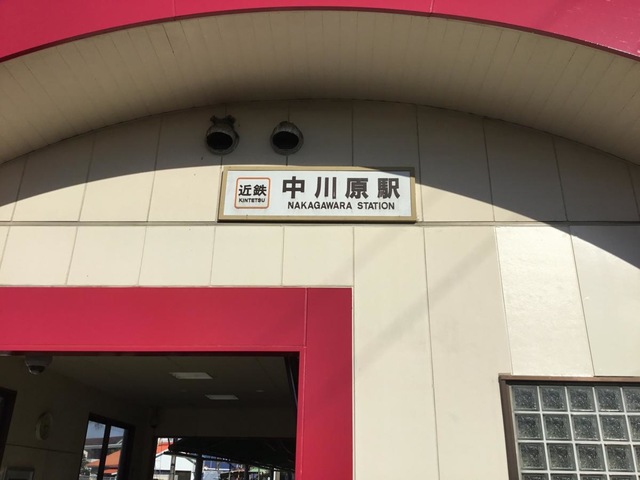 近鉄
KINTETSU
中川原駅
NAKAGAWARA STATION